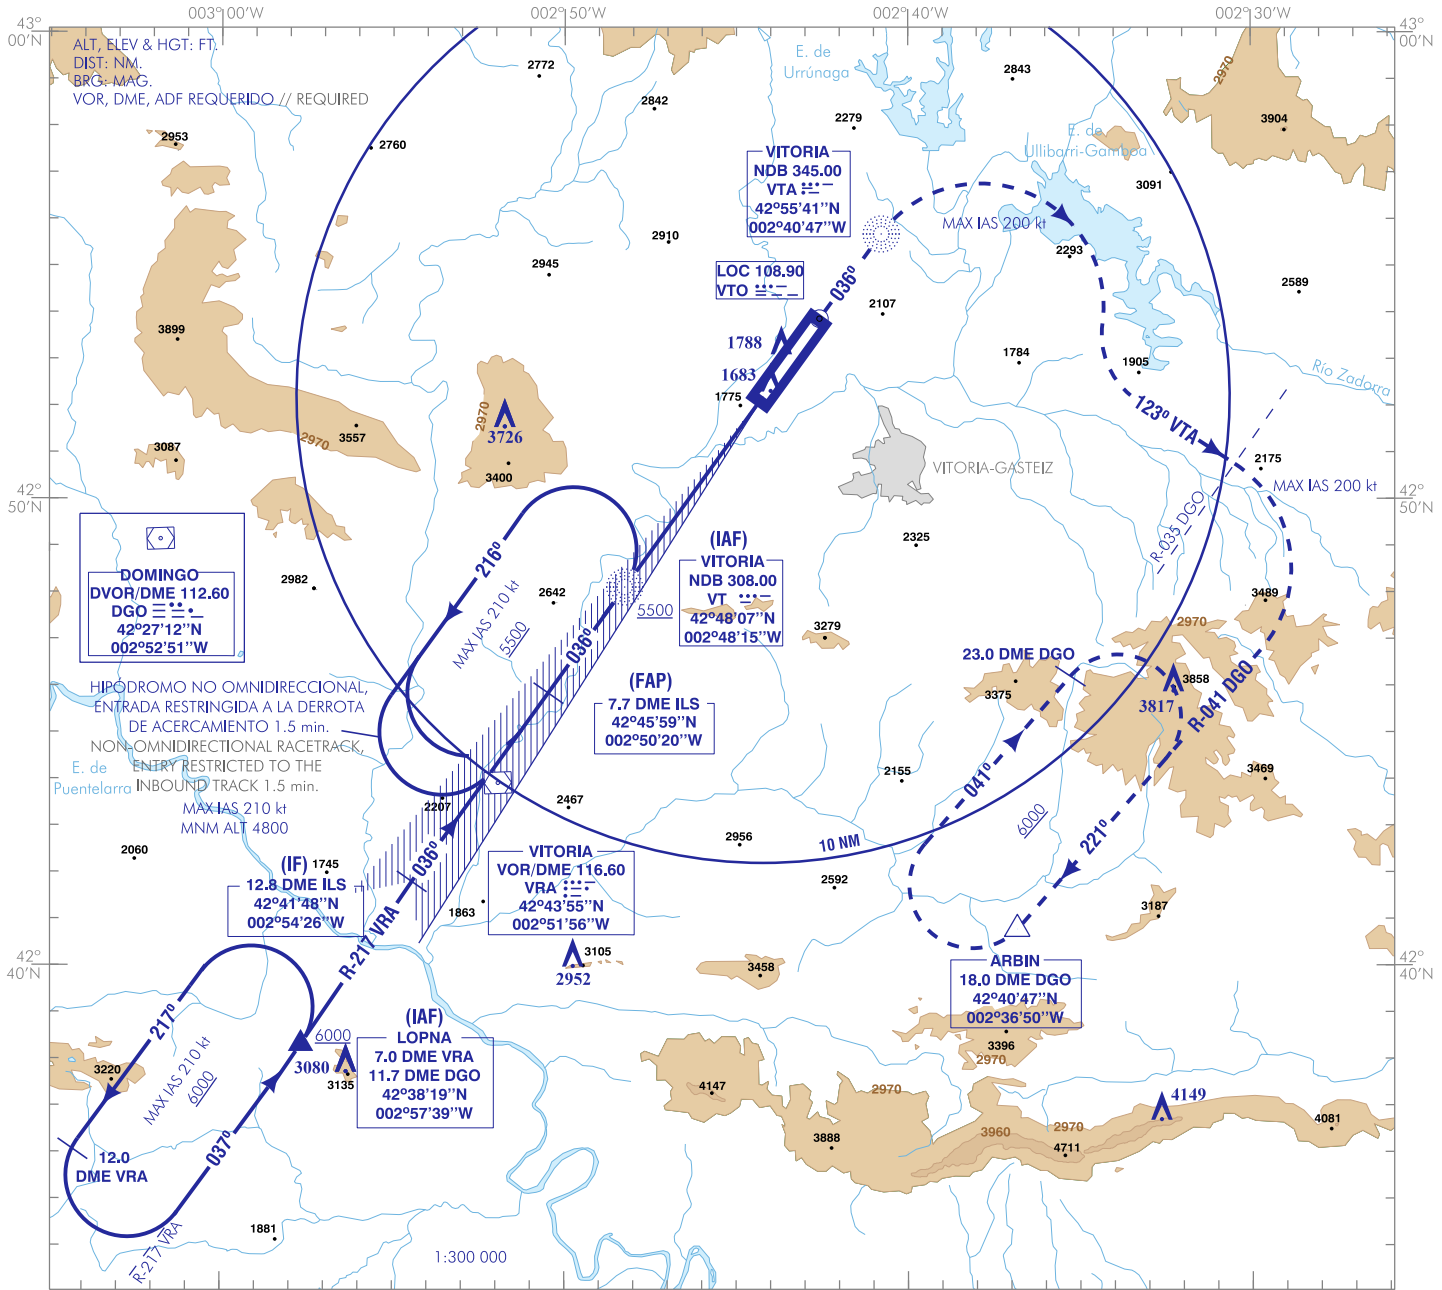 003°00'W
002°50'W
002°40'W
002°30'W
43°
00'N
43°
00'N
ALT, ELEV & HGT: FT.
DIST: NM.
BRG: MAG.
VOR, DME, ADF REQUERIDO // REQUIRED
2772
2842
2953
2760
2910
2945
E. de
Urrúnaga
2843
2279
2970
3904
E. de
Ullibarri-Gamboa
3091
VITORIA
NDB 345.00
VTA
42°55'41''N
002°40'47''W
MAX IAS 200 kt
2293
2589
LOC 108.90
VTO
036°
2107
1788
1683
1775
1784
1905
Río Zadorra
3899
2970
3557
3087
2970
3726
3400
123° VTA
2175
MAX IAS 200 kt
VITORIA-GASTEIZ
42°
50'N
42°
50'N
R-035 DGO
2325
DOMINGO
DVOR/DME 112.60
DGO
42°27'12''N
002°52'51''W
2982
216°
MAX IAS 210 kt
5500
2642
036°
5500
(IAF)
VITORIA
NDB 308.00
VT
42°48'07''N
002°48'15''W
3279
3489
2970
23.0 DME DGO
3375
3858
3817
R-041 DGO
HIPÓDROMO NO OMNIDIRECCIONAL,
ENTRADA RESTRINGIDA A LA DERROTA
DE ACERCAMIENTO 1.5 min.
NON-OMNIDIRECTIONAL RACETRACK,
ENTRY RESTRICTED TO THE
INBOUND TRACK 1.5 min.
MAX IAS 210 kt
MNM ALT 4800
E. de
Puentelarra
(FAP)
7.7 DME ILS
42°45'59''N
002°50'20''W
2155
041°
3469
2207
2467
6000
221°
2060
2956
10 NM
036°
(IF)
1745
12.8 DME ILS
42°41'48''N
002°54'26''W
VITORIA
VOR/DME 116.60
VRA
42°43'55''N
002°51'56''W
1863
2592
3187
R-217 VRA
3105
2952
3458
42°
40'N
42°
40'N
ARBIN
18.0 DME DGO
42°40'47''N
002°36'50''W
3396
2970
217°
MAX IAS 210 kt
6000
6000
3080
3135
3220
(IAF)
LOPNA
7.0 DME VRA
11.7 DME DGO
42°38'19''N
002°57'39''W
4147
2970
4149
4081
3960
2970
3888
4711
12.0
DME VRA
037°
R-217 VRA
1881
1:300 000